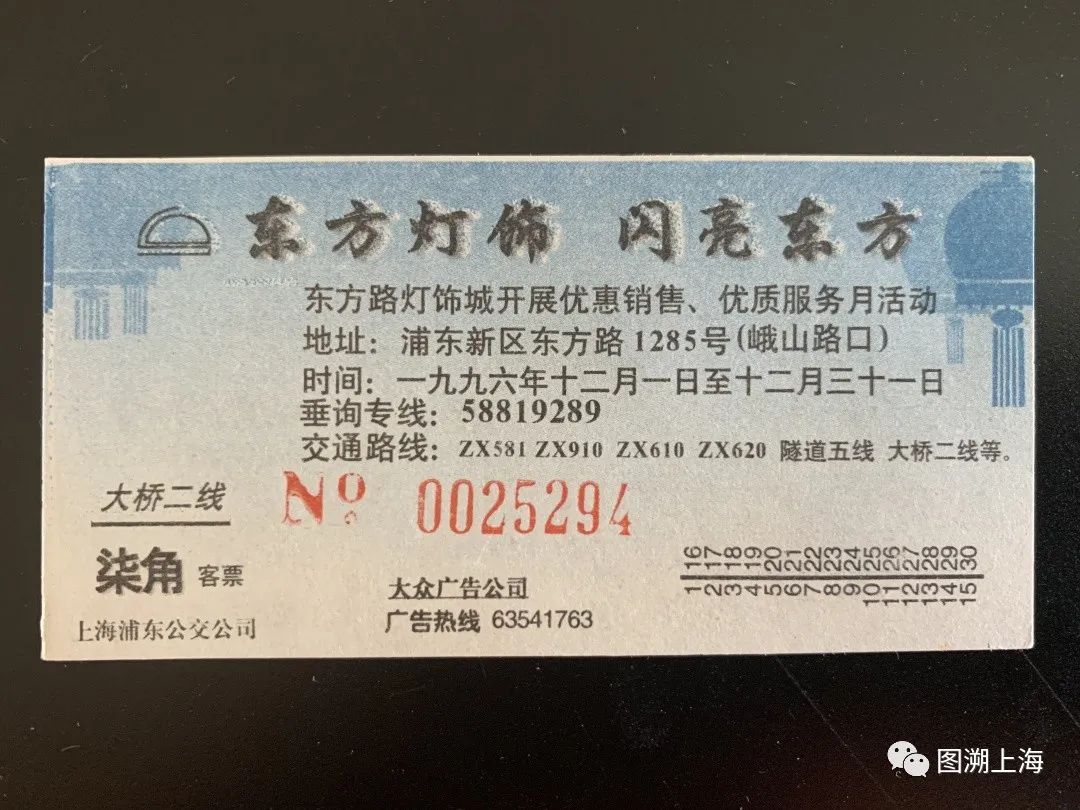 东方灯饰 闪亮东方
东方路灯饰城开展优惠销售、优质服务月活动
地址：浦东新区东方路1285号(峨山路口)
时间：一九九六年十二月一日至十二月三十一日
垂询专线：58819289
交通路线：ZX581 ZX910 ZX610 ZX620 隧道五线 大桥二线等。
大桥二线
No 0025294
柒角 客票
上海浦东公交公司
大众广告公司
广告热线 63541763
16 17 18 19 20 21 22 23 24 25 26 27 28 29 30
1 2 3 4 5 6 7 8 9 10 11 12 13 14 15
图溯上海